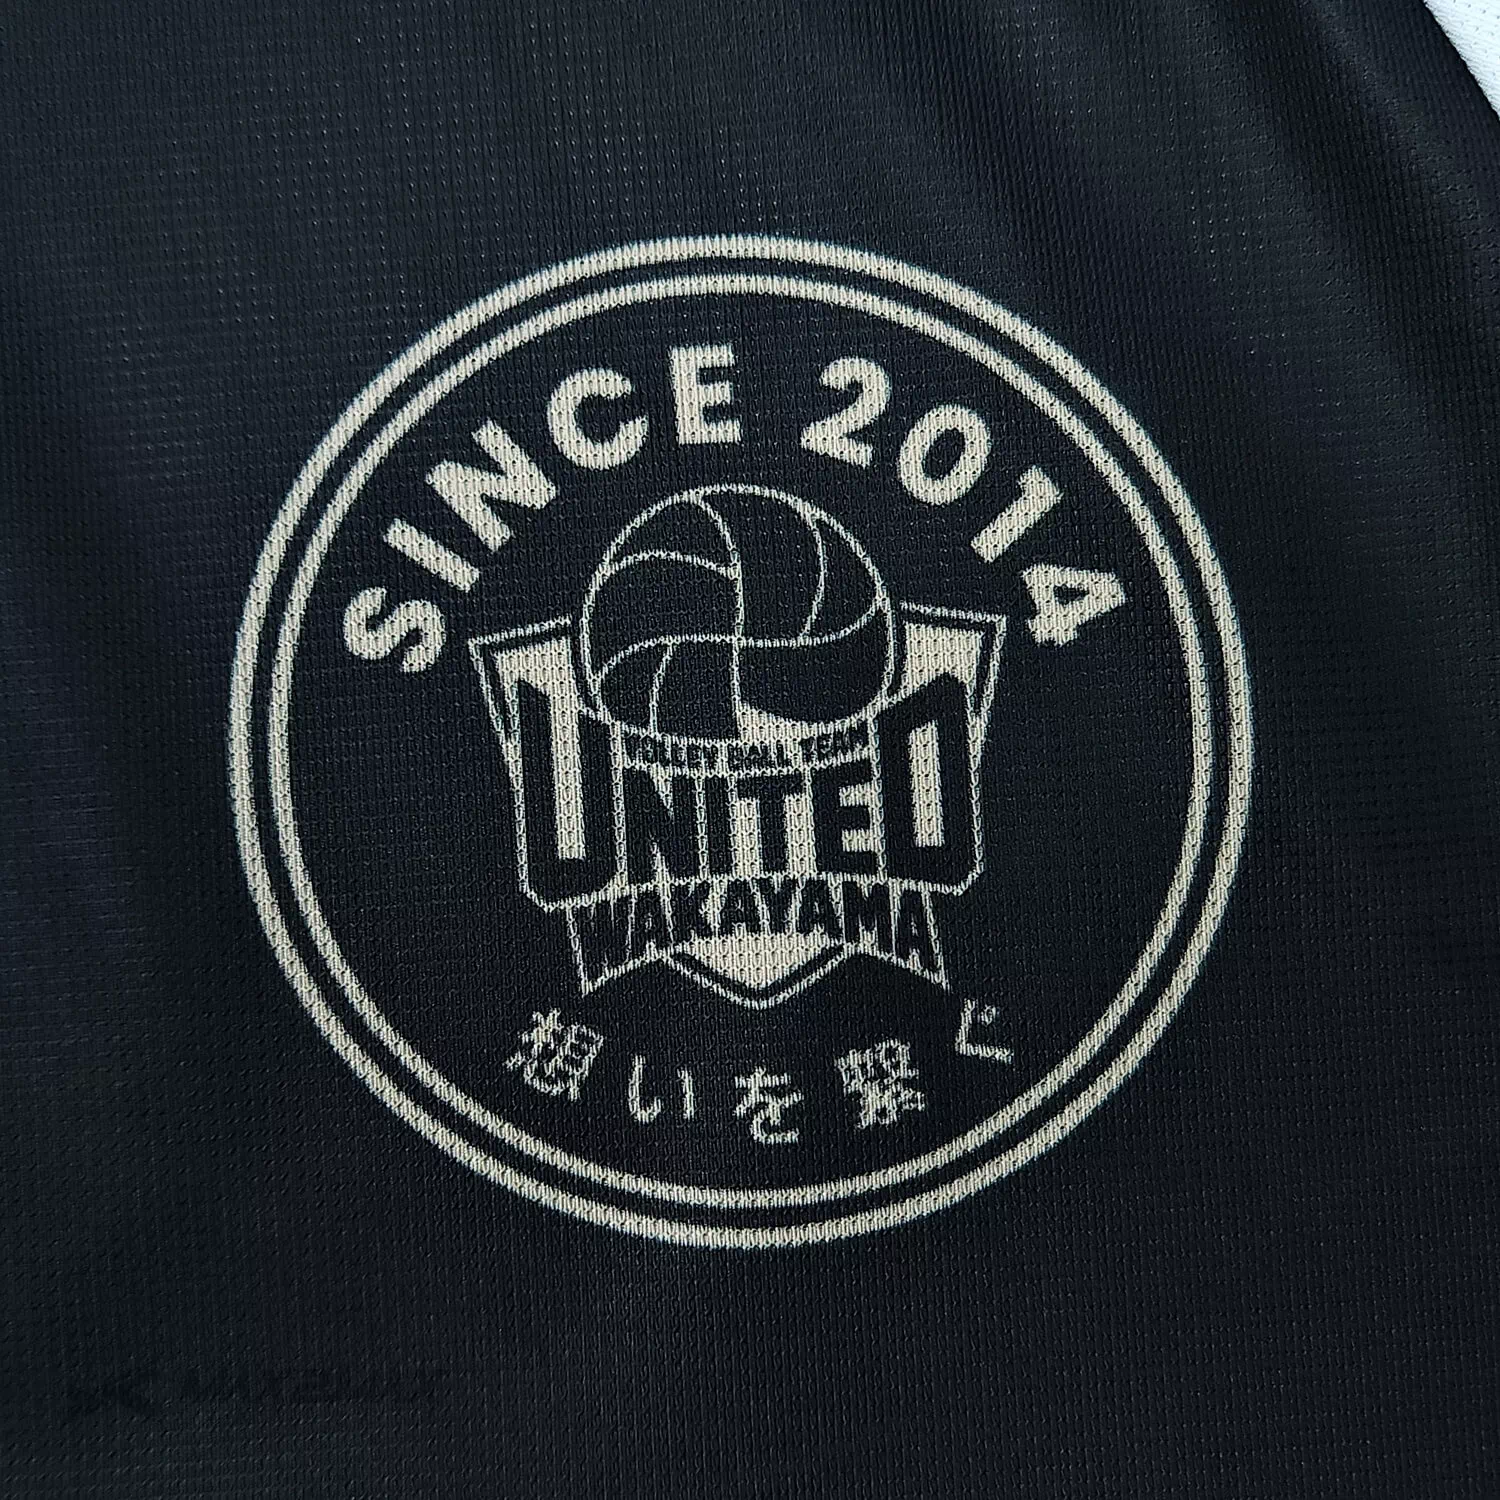 SINCE 2014
VOLLEY BALL TEAM
UNITED
WAKAYAMA
想いを繋ぐ